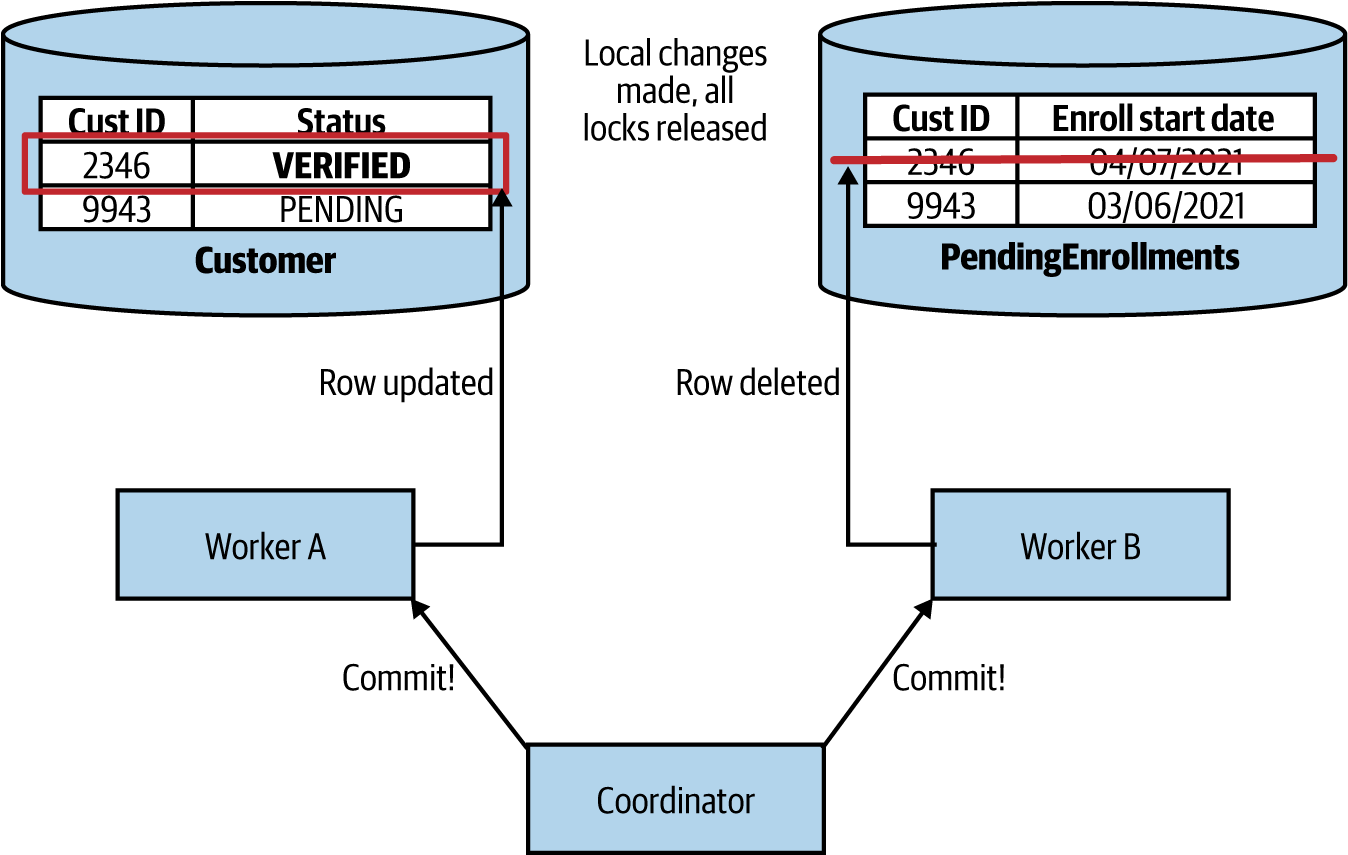 Local changes
made, all
locks released
Cust ID Status
2346 VERIFIED
9943 PENDING
Customer
Cust ID Enroll start date
2346 04/07/2021
9943 03/06/2021
PendingEnrollments
Row updated
Row deleted
Worker A
Worker B
Commit!
Commit!
Coordinator